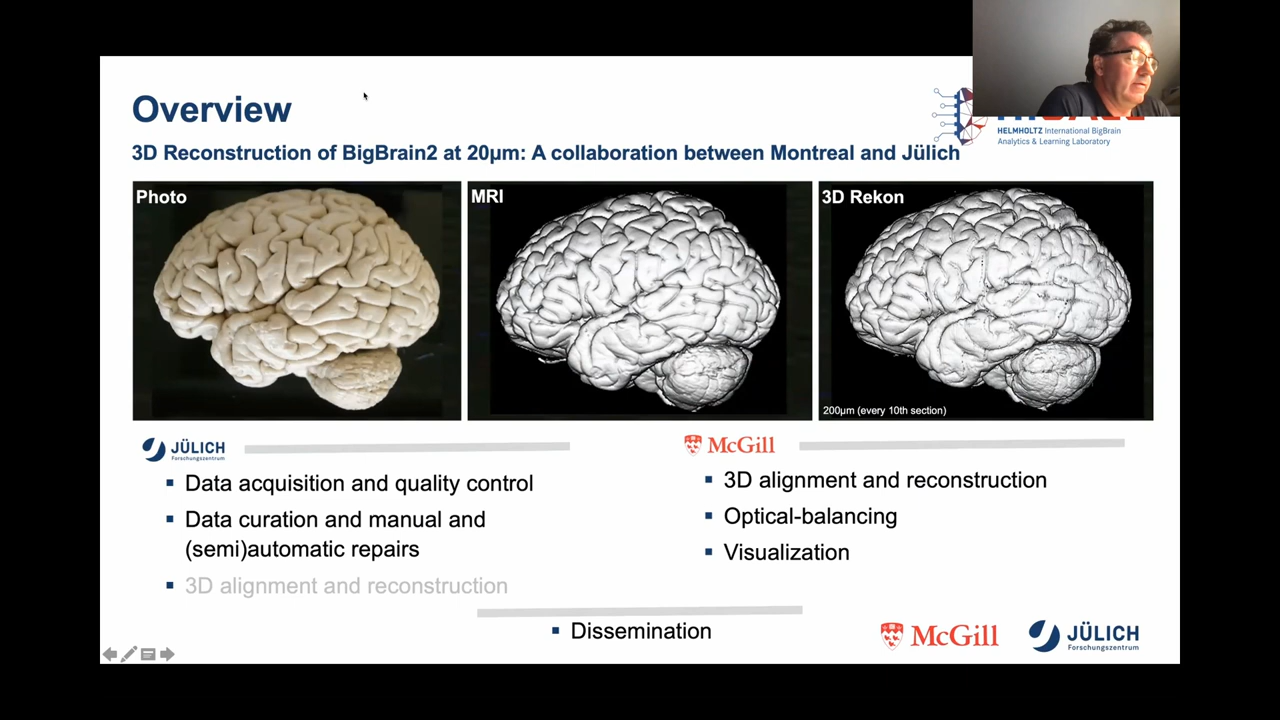 Overview
HELMHOLTZ International BigBrain
Analytics & Learning Laboratory
3D Reconstruction of BigBrain2 at 20µm: A collaboration between Montreal and Jülich
Photo
MRI
3D Rekon
200µm (every 10th section)
JÜLICH
Forschungszentrum
McGill
Data acquisition and quality control
Data curation and manual and
(semi)automatic repairs
3D alignment and reconstruction
3D alignment and reconstruction
Optical-balancing
Visualization
Dissemination
McGill
JÜLICH
Forschungszentrum